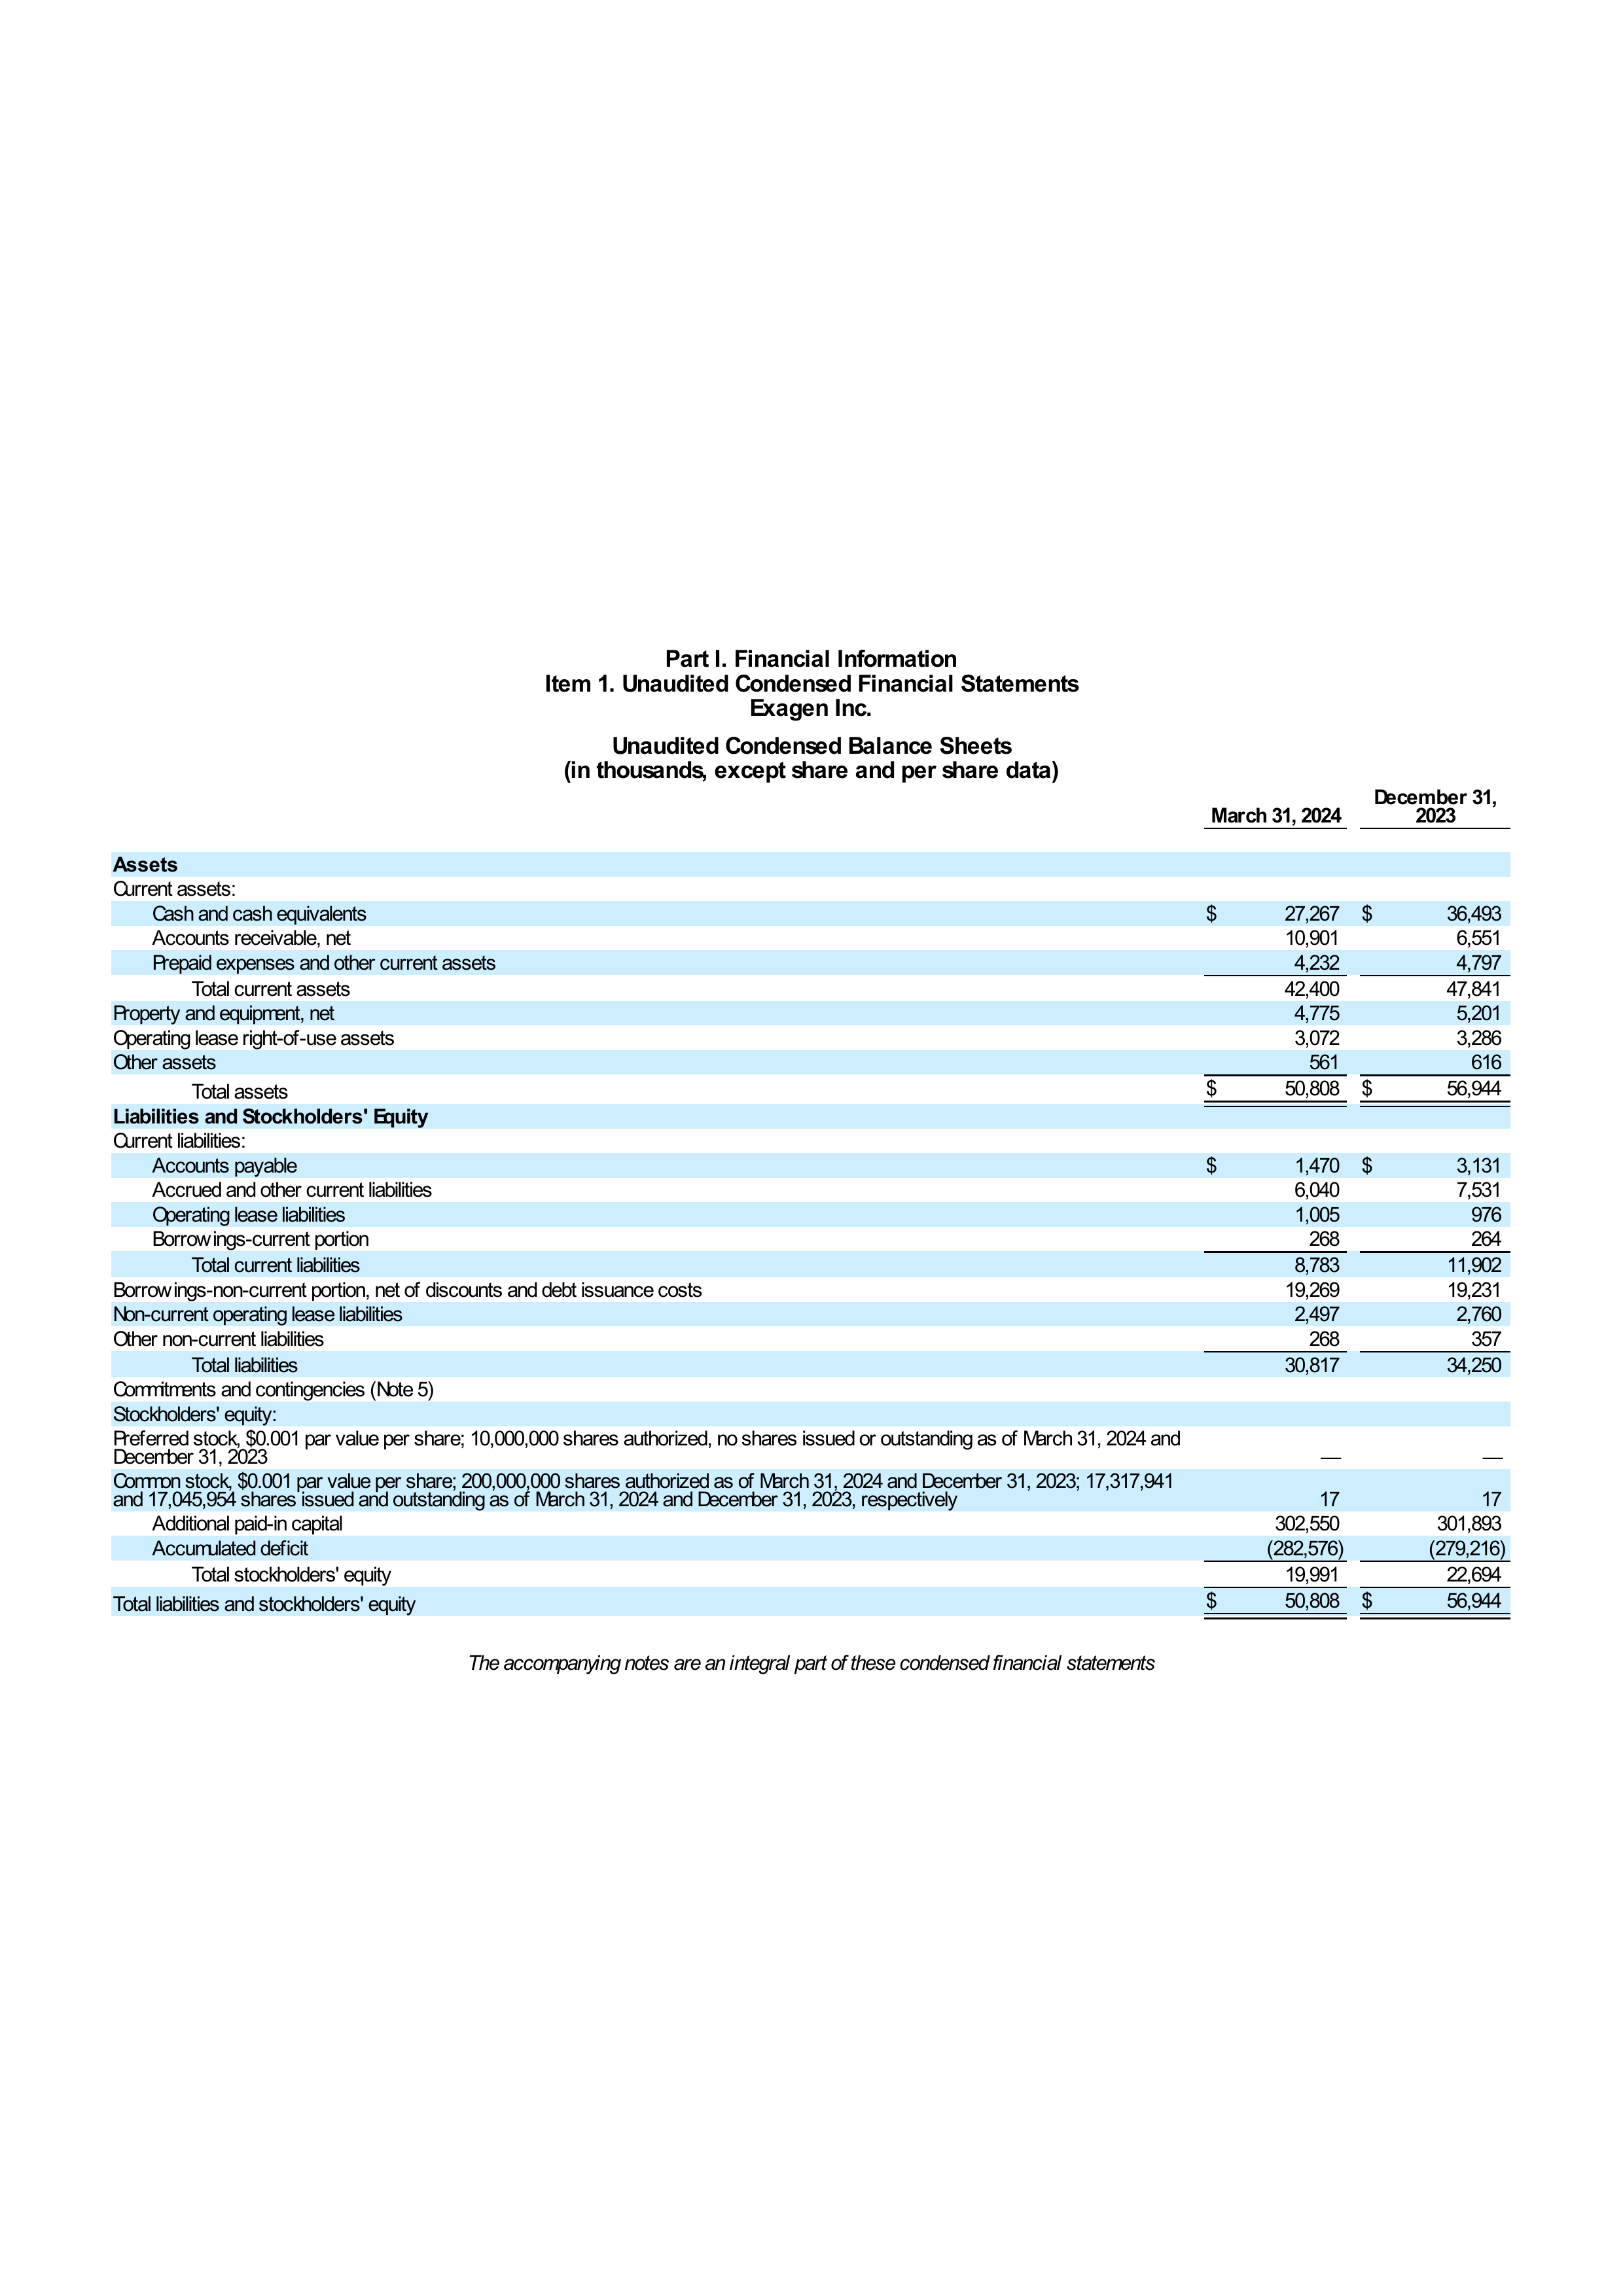 Part I. Financial Information
Item 1. Unaudited Condensed Financial Statements
Exagen Inc.
Unaudited Condensed Balance Sheets
(in thousands, except share and per share data)
March 31, 2024 December 31, 2023
Assets
Current assets:
Cash and cash equivalents $ 27,267 $ 36,493
Accounts receivable, net 10,901 6,551
Prepaid expenses and other current assets 4,232 4,797
Total current assets 42,400 47,841
Property and equipment, net 4,775 5,201
Operating lease right-of-use assets 3,072 3,286
Other assets 561 616
Total assets $ 50,808 $ 56,944
Liabilities and Stockholders' Equity
Current liabilities:
Accounts payable $ 1,470 $ 3,131
Accrued and other current liabilities 6,040 7,531
Operating lease liabilities 1,005 976
Borrowings-current portion 268 264
Total current liabilities 8,783 11,902
Borrowings-non-current portion, net of discounts and debt issuance costs 19,269 19,231
Non-current operating lease liabilities 2,497 2,760
Other non-current liabilities 268 357
Total liabilities 30,817 34,250
Commitments and contingencies (Note 5)
Stockholders' equity:
Preferred stock, $0.001 par value per share; 10,000,000 shares authorized, no shares issued or outstanding as of March 31, 2024 and
December 31, 2023 — —
Common stock, $0.001 par value per share; 200,000,000 shares authorized as of March 31, 2024 and December 31, 2023; 17,317,941
and 17,045,954 shares issued and outstanding as of March 31, 2024 and December 31, 2023, respectively 17 17
Additional paid-in capital 302,550 301,893
Accumulated deficit (282,576) (279,216)
Total stockholders' equity 19,991 22,694
Total liabilities and stockholders' equity $ 50,808 $ 56,944
The accompanying notes are an integral part of these condensed financial statements